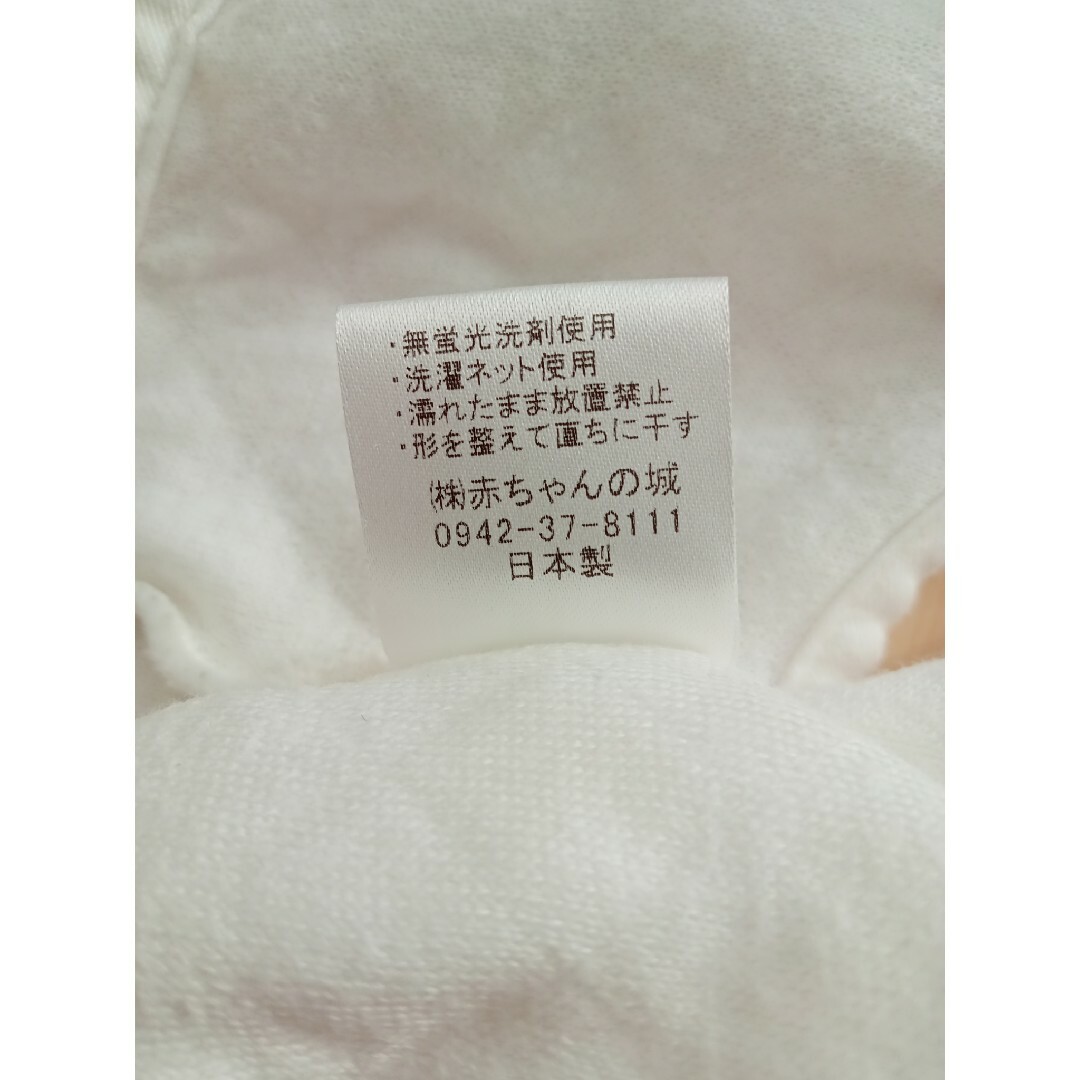 ・無蛍光洗剤使用
・洗濯ネット使用
・濡れたまま放置禁止
・形を整えて直ちに干す
㈱赤ちゃんの城
0942-37-8111
日本製